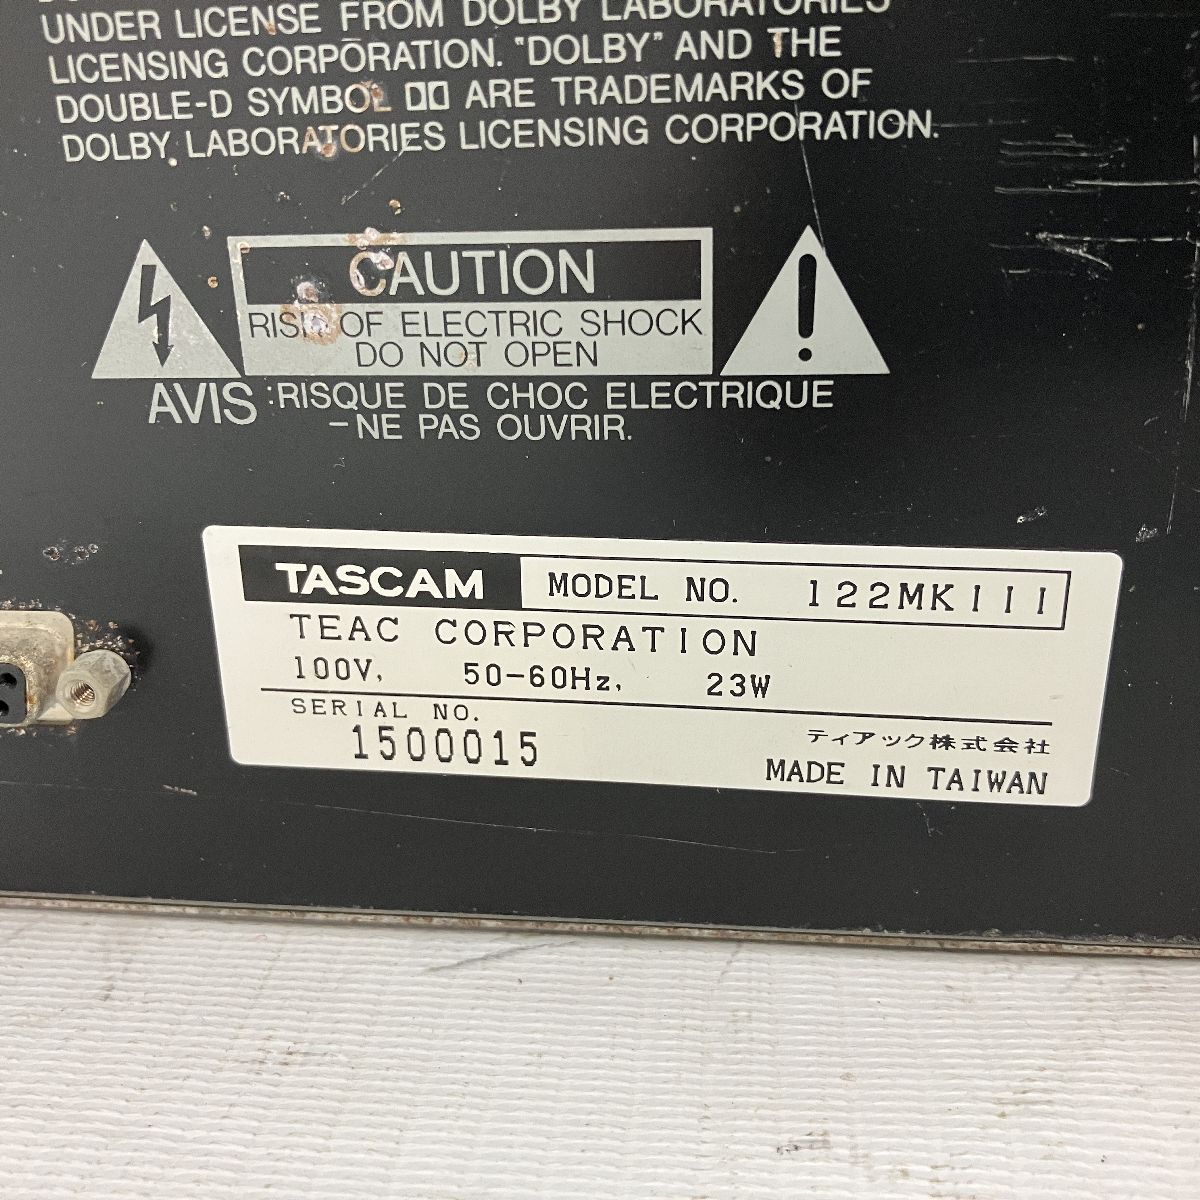 UNDER LICENSE FROM DOLBY LABORATORIES
LICENSING CORPORATION. "DOLBY" AND THE
DOUBLE-D SYMBOL ARE TRADEMARKS OF
DOLBY LABORATORIES LICENSING CORPORATION.
CAUTION
RISK OF ELECTRIC SHOCK
DO NOT OPEN
AVIS :RISQUE DE CHOC ELECTRIQUE
-NE PAS OUVRIR.
TASCAM MODEL NO. 122MKIII
TEAC CORPORATION
100V, 50-60Hz, 23W
SERIAL NO.
1500015
ティアック株式会社
MADE IN TAIWAN